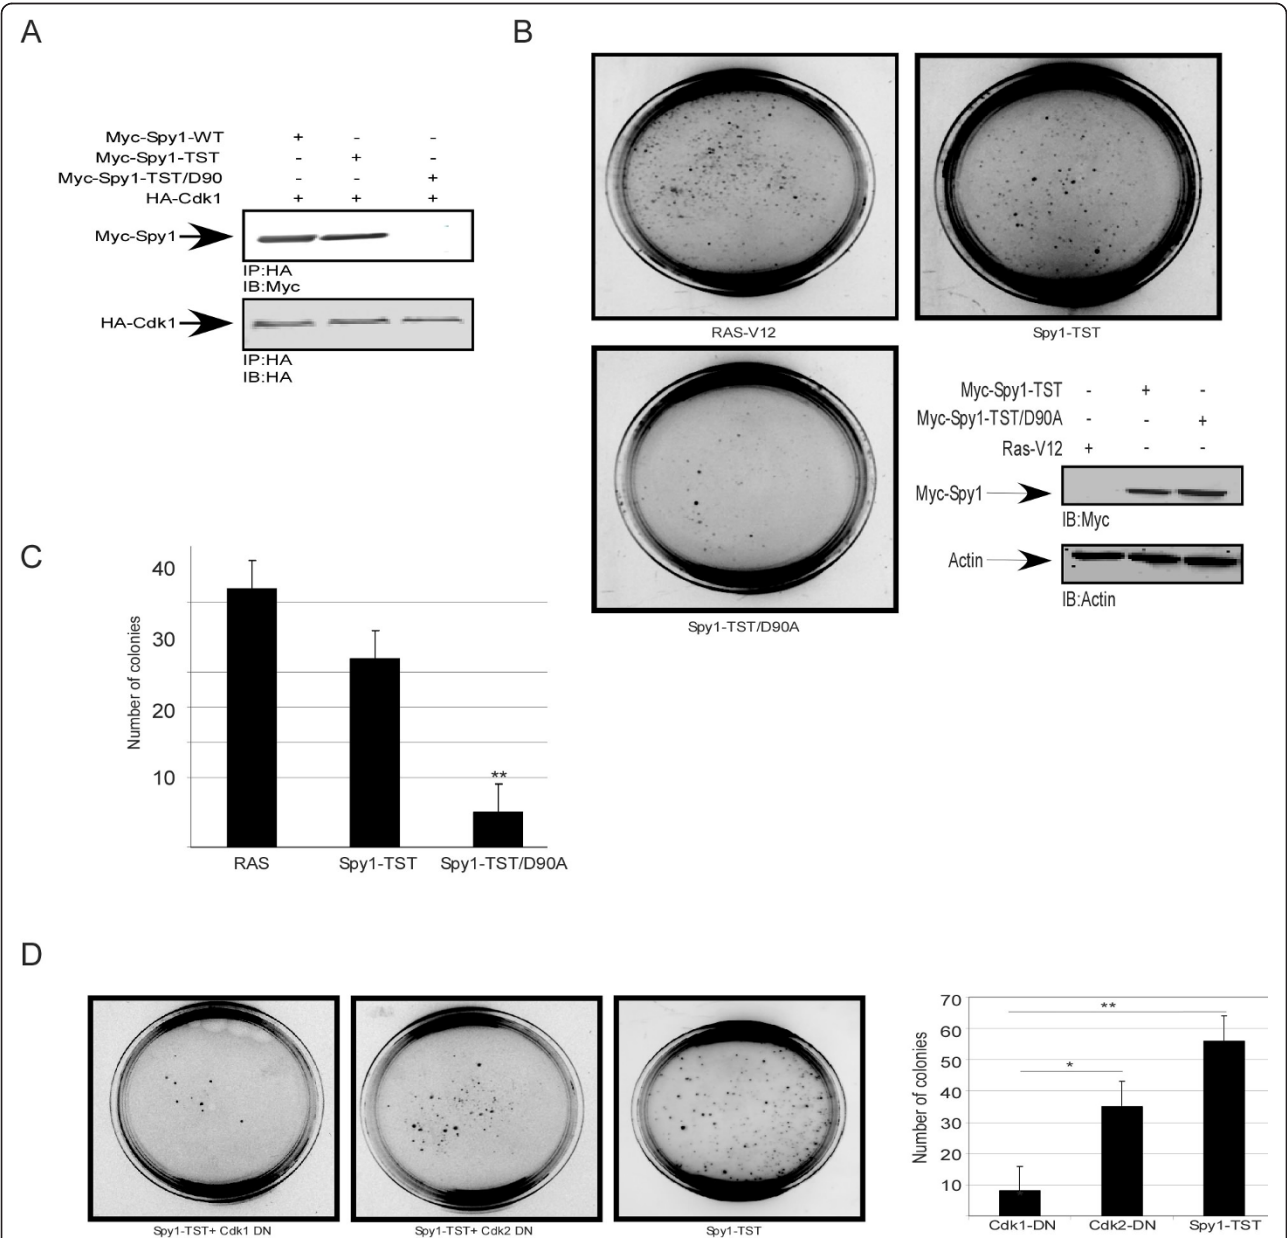 A
Myc-Spy1-WT + - -
Myc-Spy1-TST - + -
Myc-Spy1-TST/D90 - - +
HA-Cdk1 + + +
Myc-Spy1
IP:HA
IB:Myc
HA-Cdk1
IP:HA
IB:HA
B
RAS-V12
Spy1-TST
Spy1-TST/D90A
Myc-Spy1-TST - + -
Myc-Spy1-TST/D90A - - +
Ras-V12 + - -
Myc-Spy1
IB:Myc
Actin
IB:Actin
C
Number of colonies
40
30
20
10
**
RAS
Spy1-TST
Spy1-TST/D90A
D
Spy1-TST+ Cdk1 DN
Spy1-TST+ Cdk2 DN
Spy1-TST
Number of colonies
70
60
50
40
30
20
10
**
*
Cdk1-DN
Cdk2-DN
Spy1-TST